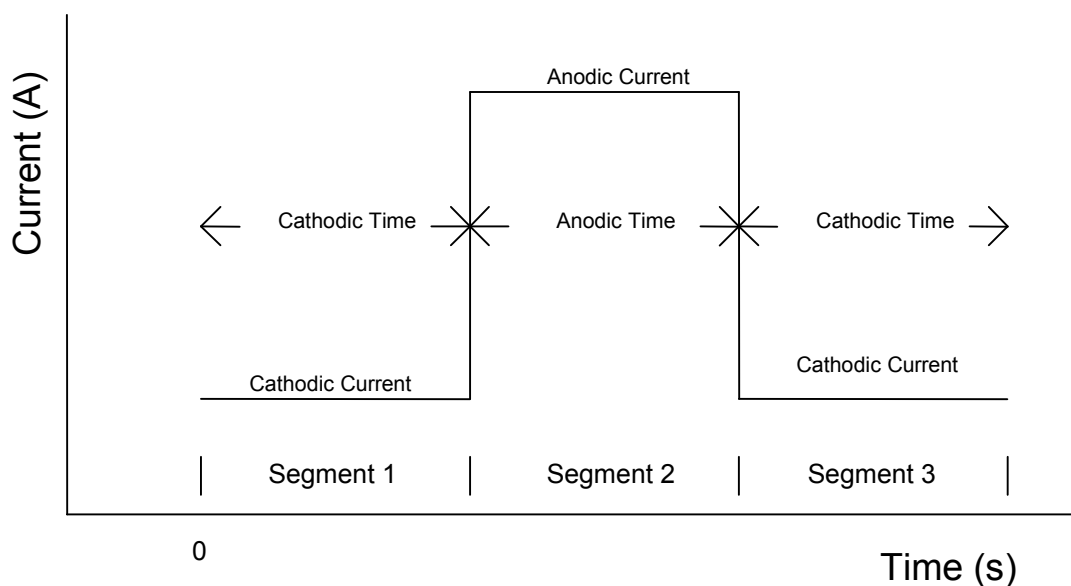 Current (A)
Anodic Current
Cathodic Time
Anodic Time
Cathodic Time
Cathodic Current
Cathodic Current
Segment 1
Segment 2
Segment 3
0
Time (s)